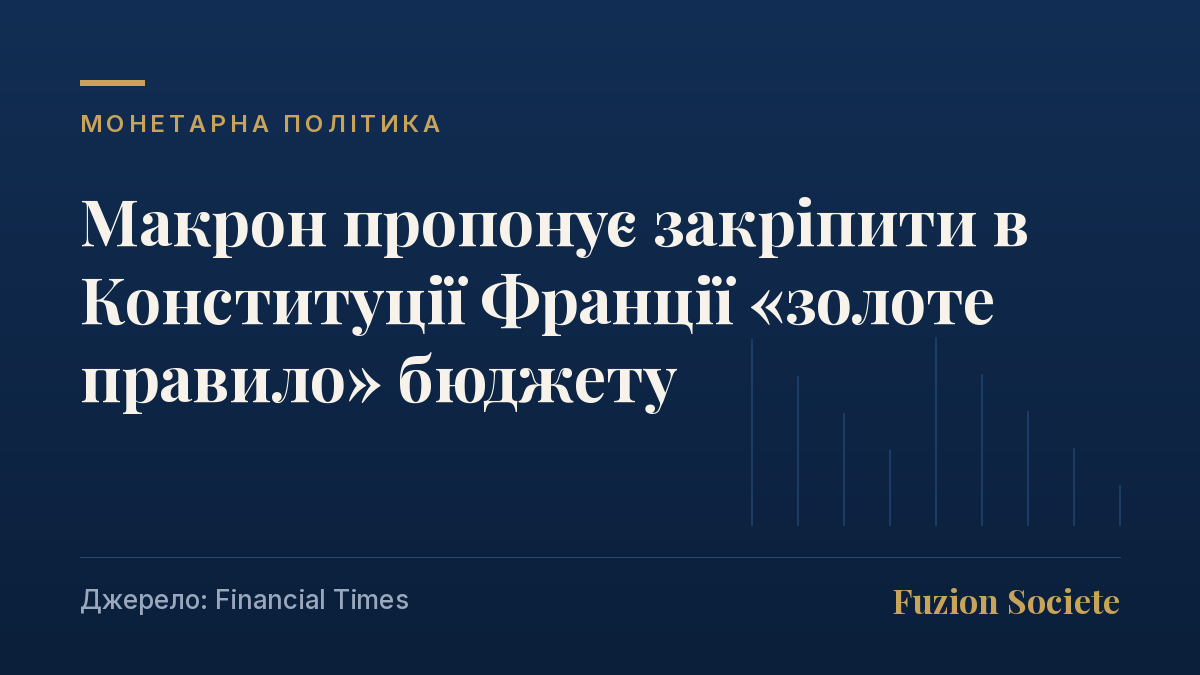 МОНЕТАРНА ПОЛІТИКА
Макрон пропонує закріпити в
Конституції Франції «золоте
правило» бюджету
Джерело: Financial Times
Fuzion Societe